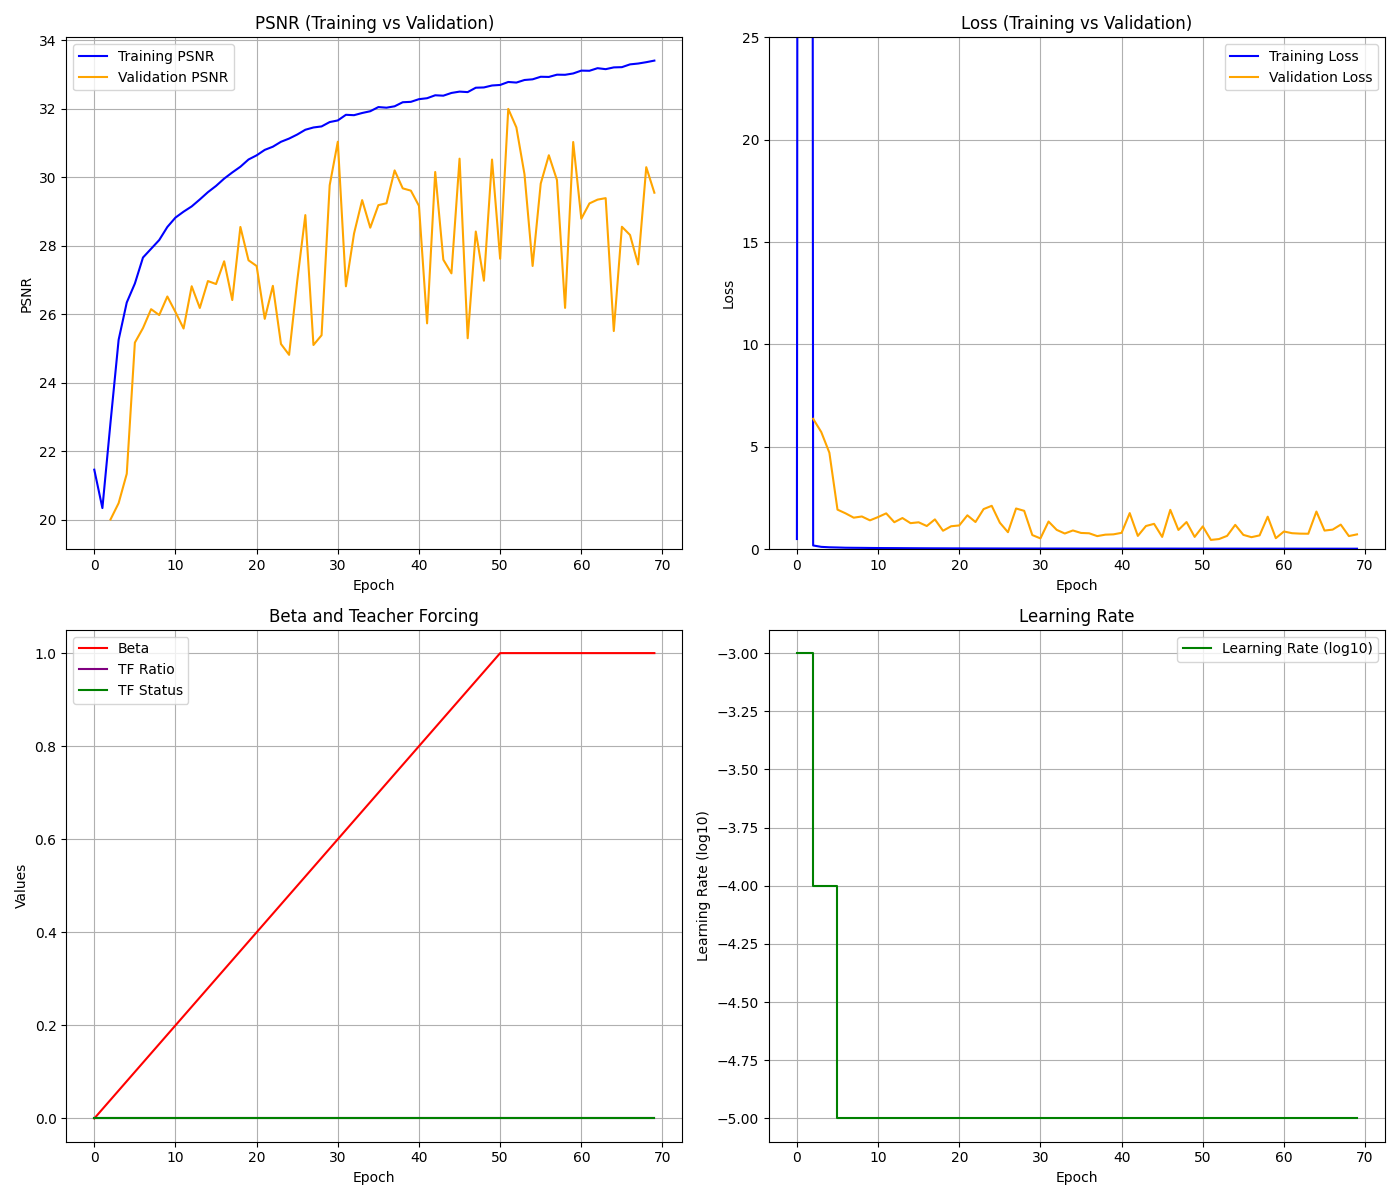 PSNR (Training vs Validation)
Training PSNR
Validation PSNR
34
32
30
28
26
24
22
20
PSNR
0 10 20 30 40 50 60 70
Epoch
Loss (Training vs Validation)
Training Loss
Validation Loss
25
20
15
10
5
0
Loss
0 10 20 30 40 50 60 70
Epoch
Beta and Teacher Forcing
Beta
TF Ratio
TF Status
1.0
0.8
0.6
0.4
0.2
0.0
Values
0 10 20 30 40 50 60 70
Epoch
Learning Rate
Learning Rate (log10)
−3.00
−3.25
−3.50
−3.75
−4.00
−4.25
−4.50
−4.75
−5.00
Learning Rate (log10)
0 10 20 30 40 50 60 70
Epoch